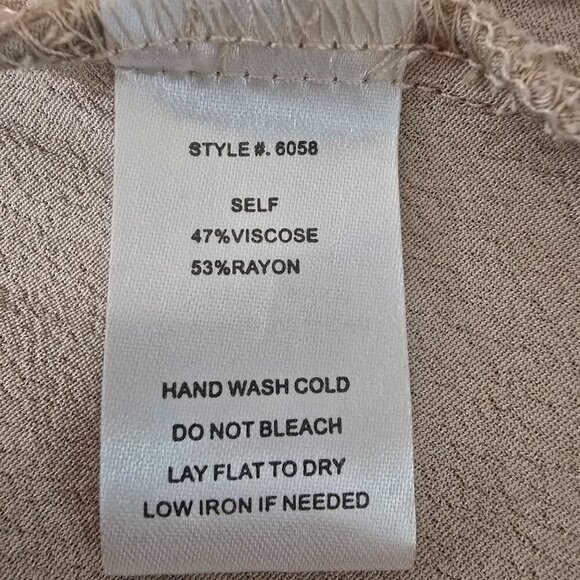 STYLE #. 6058
SELF
47%VISCOSE
53%RAYON
HAND WASH COLD
DO NOT BLEACH
LAY FLAT TO DRY
LOW IRON IF NEEDED